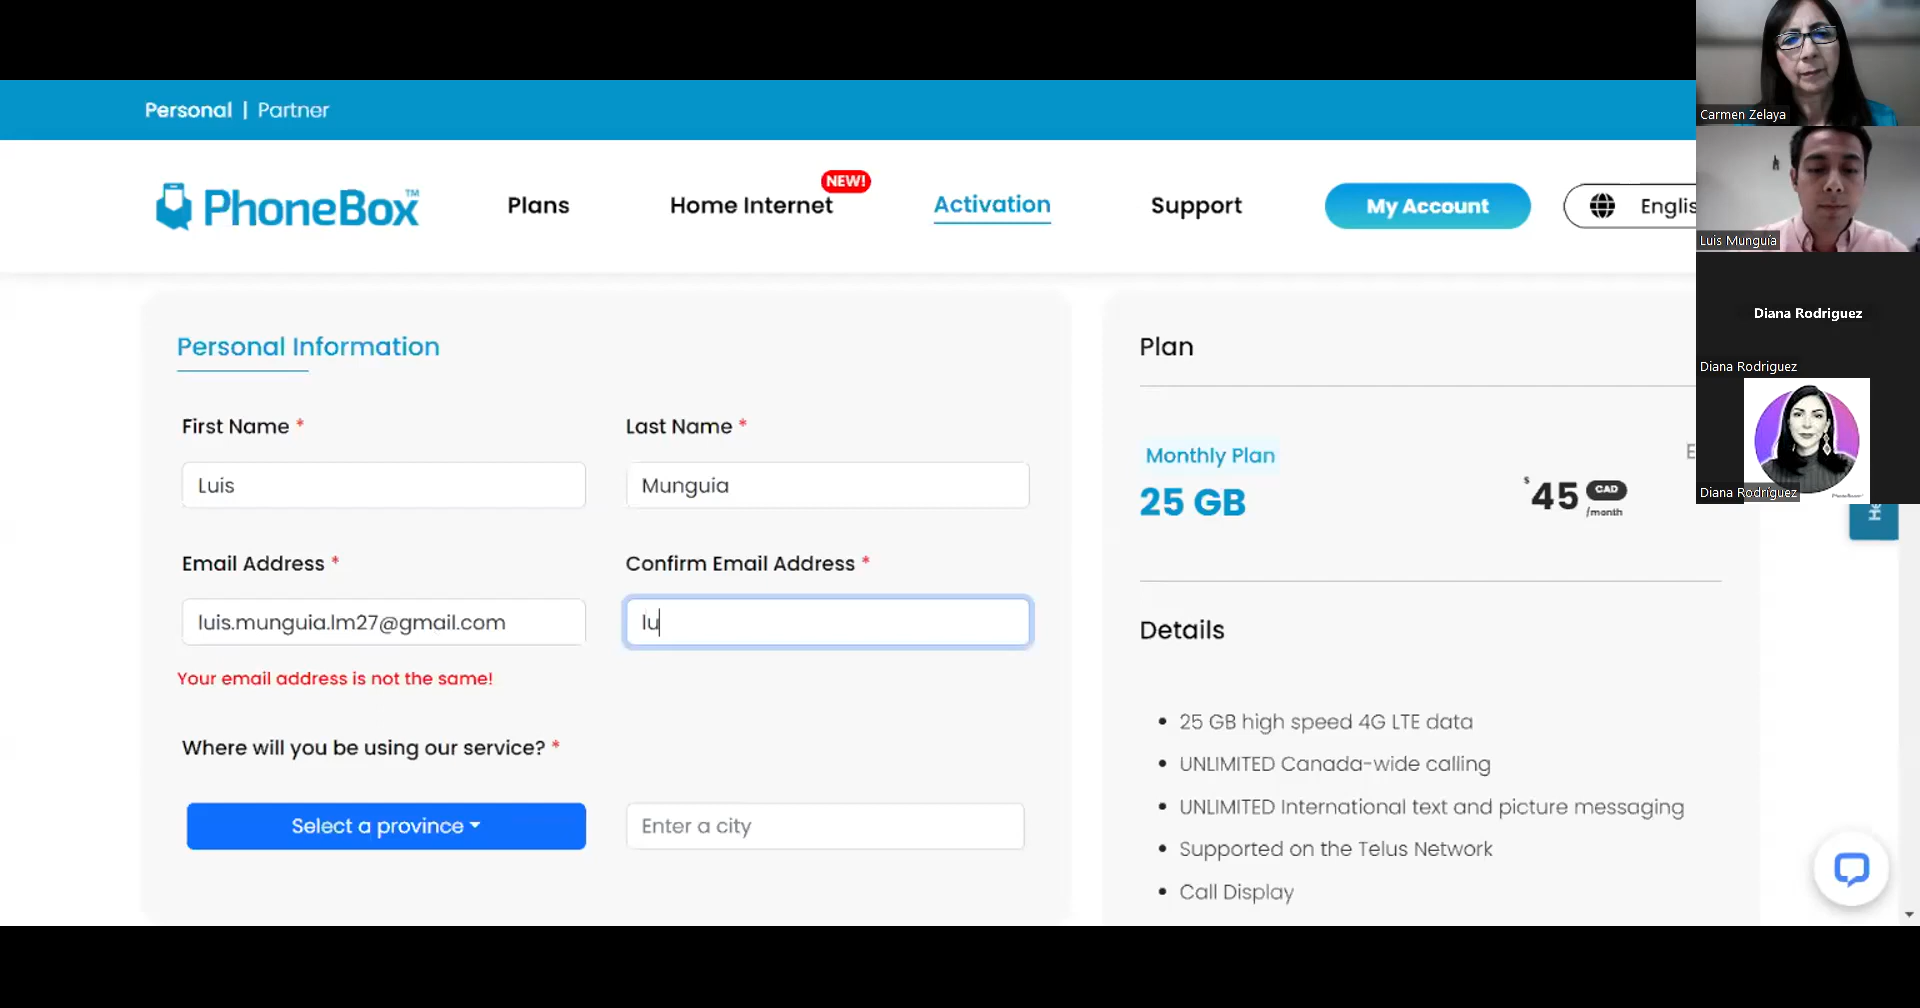 Personal | Partner
PhoneBox™
Plans
Home Internet
NEW!
Activation
Support
My Account
Englis
Personal Information
First Name *
Last Name *
Luis
Munguia
Email Address *
Confirm Email Address *
luis.munguia.lm27@gmail.com
lu
Your email address is not the same!
Where will you be using our service? *
Select a province
Enter a city
Plan
Monthly Plan
E
25 GB
$45 CAD
/month
Details
• 25 GB high speed 4G LTE data
• UNLIMITED Canada-wide calling
• UNLIMITED International text and picture messaging
• Supported on the Telus Network
• Call Display
Carmen Zelaya
Luis Munguía
Diana Rodriguez
Diana Rodriguez
Diana Rodríguez
He